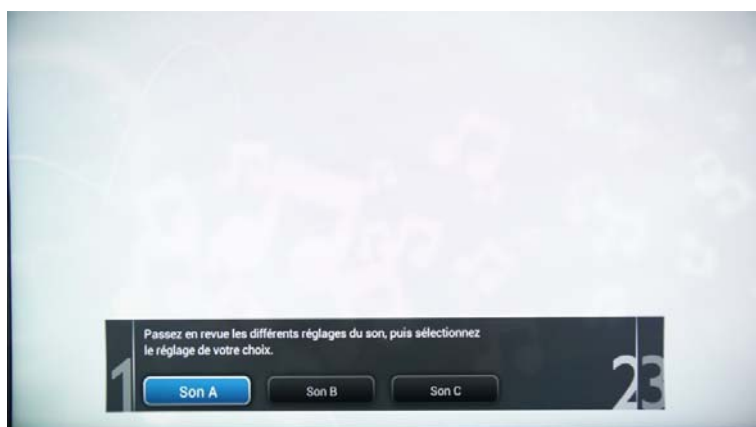 Passez en revue les différents réglages du son, puis sélectionnez
le réglage de votre choix.
1
Son A
Son B
Son C
23